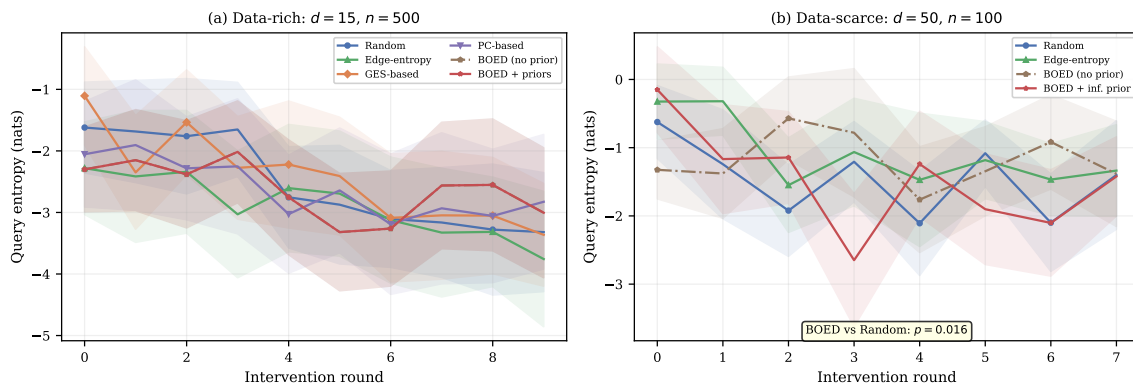 (a) Data-rich: d = 15, n = 500
Query entropy (nats)
−1
−2
−3
−4
−5
Random
Edge-entropy
GES-based
PC-based
BOED (no prior)
BOED + priors
0
2
4
6
8
Intervention round
(b) Data-scarce: d = 50, n = 100
Query entropy (nats)
0
−1
−2
−3
Random
Edge-entropy
BOED (no prior)
BOED + inf. prior
BOED vs Random: p = 0.016
0
1
2
3
4
5
6
7
Intervention round